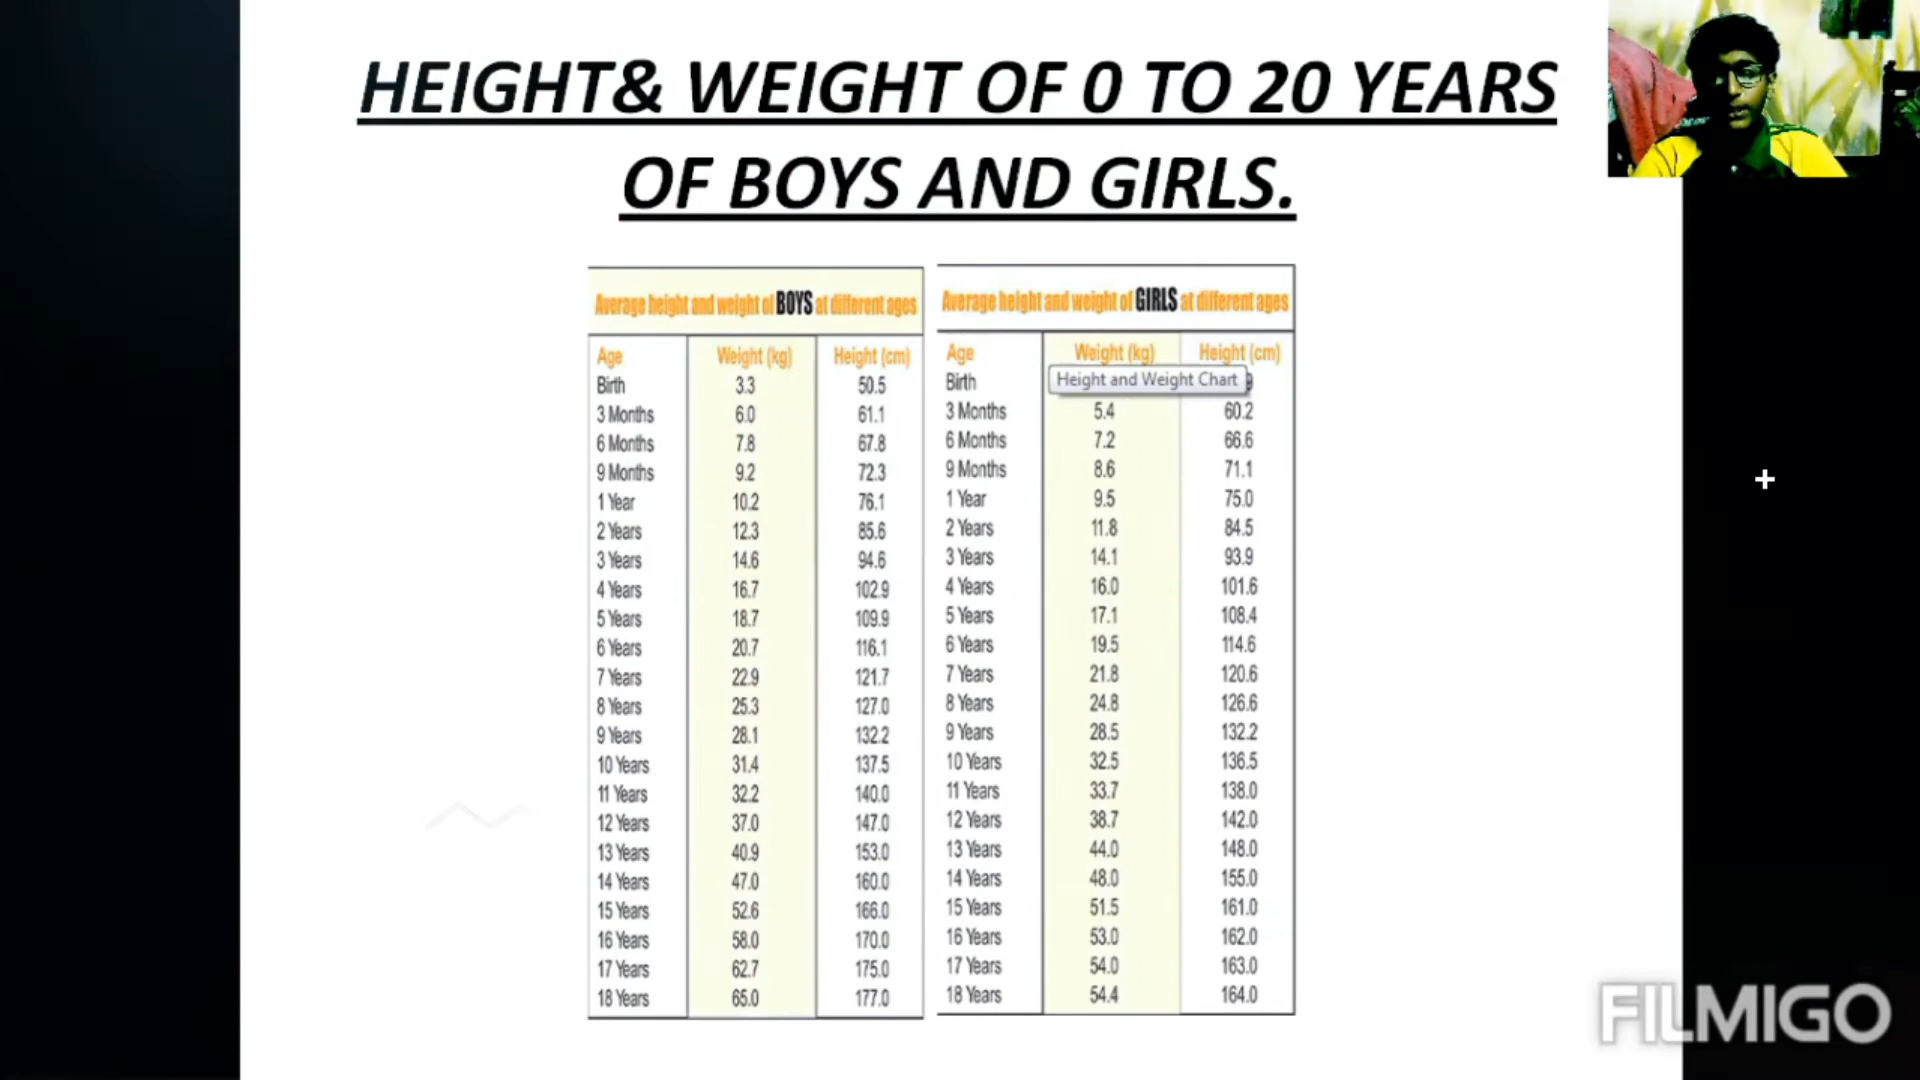 HEIGHT& WEIGHT OF 0 TO 20 YEARS
OF BOYS AND GIRLS.
Average height and weight of BOYS at different ages
Age Weight (kg) Height (cm)
Birth 3.3 50.5
3 Months 6.0 61.1
6 Months 7.8 67.8
9 Months 9.2 72.3
1 Year 10.2 76.1
2 Years 12.3 85.6
3 Years 14.6 94.6
4 Years 16.7 102.9
5 Years 18.7 109.9
6 Years 20.7 116.1
7 Years 22.9 121.7
8 Years 25.3 127.0
9 Years 28.1 132.2
10 Years 31.4 137.5
11 Years 32.2 140.0
12 Years 37.0 147.0
13 Years 40.9 153.0
14 Years 47.0 160.0
15 Years 52.6 166.0
16 Years 58.0 170.0
17 Years 62.7 175.0
18 Years 65.0 177.0
Average height and weight of GIRLS at different ages
Age Weight (kg) Height (cm)
Birth
Height and Weight Chart
3 Months 5.4 60.2
6 Months 7.2 66.6
9 Months 8.6 71.1
1 Year 9.5 75.0
2 Years 11.8 84.5
3 Years 14.1 93.9
4 Years 16.0 101.6
5 Years 17.1 108.4
6 Years 19.5 114.6
7 Years 21.8 120.6
8 Years 24.8 126.6
9 Years 28.5 132.2
10 Years 32.5 136.5
11 Years 33.7 138.0
12 Years 38.7 142.0
13 Years 44.0 148.0
14 Years 48.0 155.0
15 Years 51.5 161.0
16 Years 53.0 162.0
17 Years 54.0 163.0
18 Years 54.4 164.0
FILMIGO